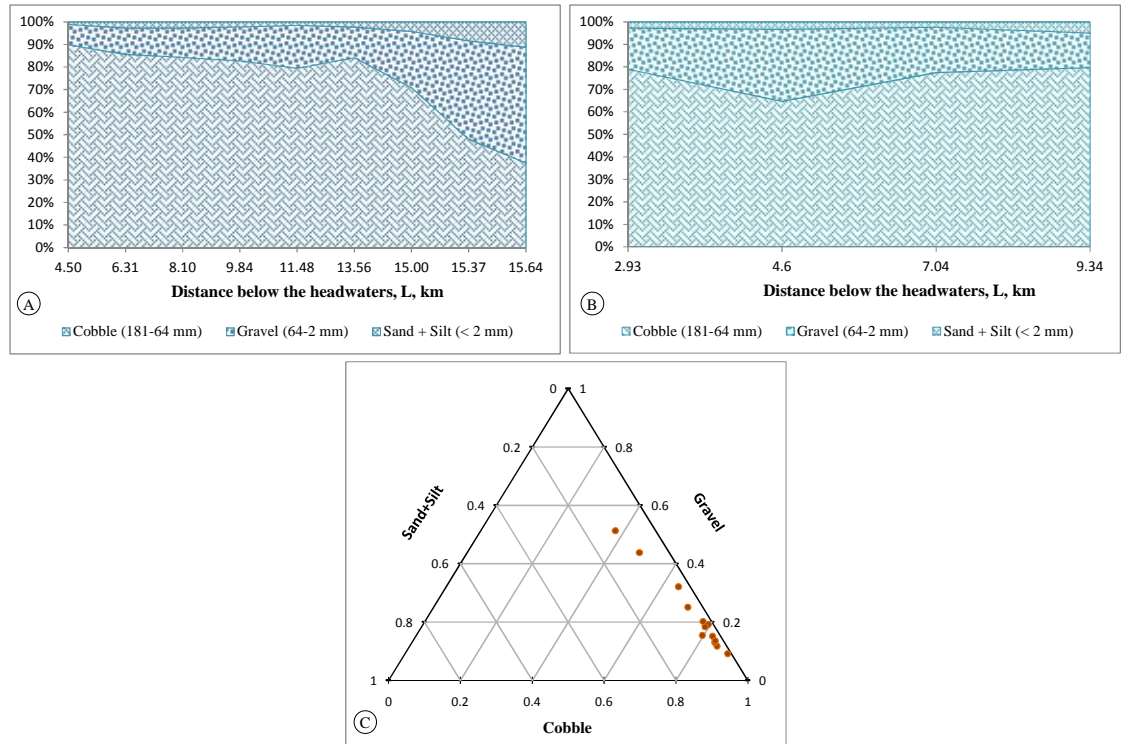 100%
90%
80%
70%
60%
50%
40%
30%
20%
10%
0%
4.50 6.31 8.10 9.84 11.48 13.56 15.00 15.37 15.64
A
Distance below the headwaters, L, km
Cobble (181-64 mm) Gravel (64-2 mm) Sand + Silt (< 2 mm)
100%
90%
80%
70%
60%
50%
40%
30%
20%
10%
0%
2.93 4.6 7.04 9.34
B
Distance below the headwaters, L, km
Cobble (181-64 mm) Gravel (64-2 mm) Sand + Silt (< 2 mm)
0 1
0.2 0.8
Sand+Silt
Gravel
0.4 0.6
0.6 0.4
0.8 0.2
1 0
0 0.2 0.4 0.6 0.8 1
C
Cobble